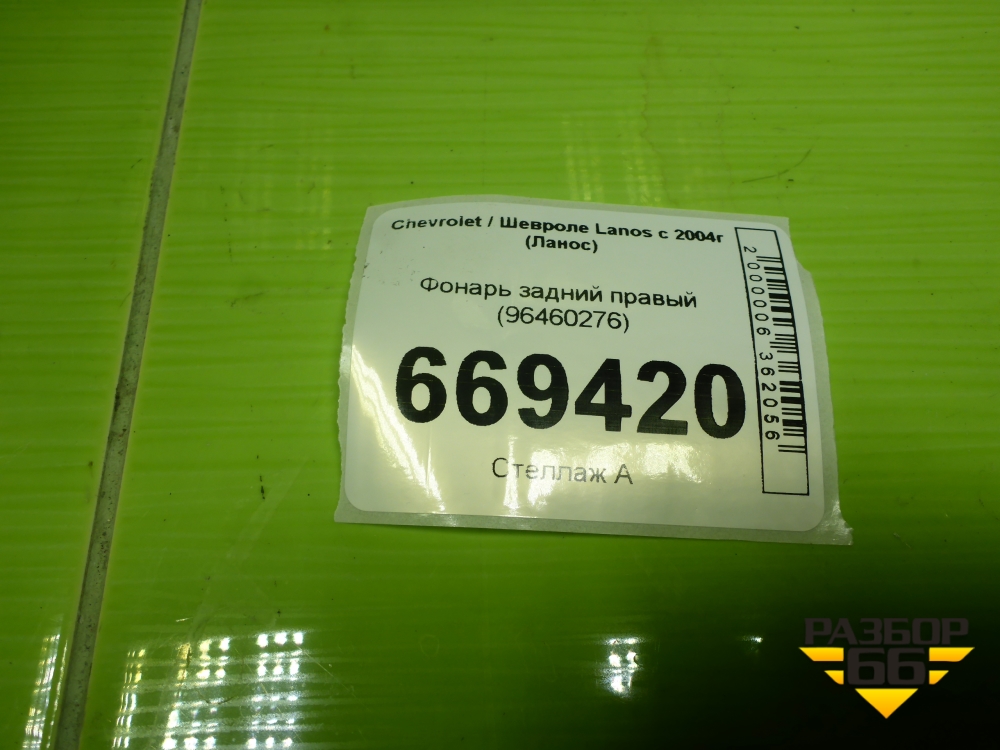 Chevrolet / Шевроле Lanos с 2004г
(Ланос)
Фонарь задний правый
(96460276)
669420
Стеллаж А
2000006362056
РАЗБОР
66